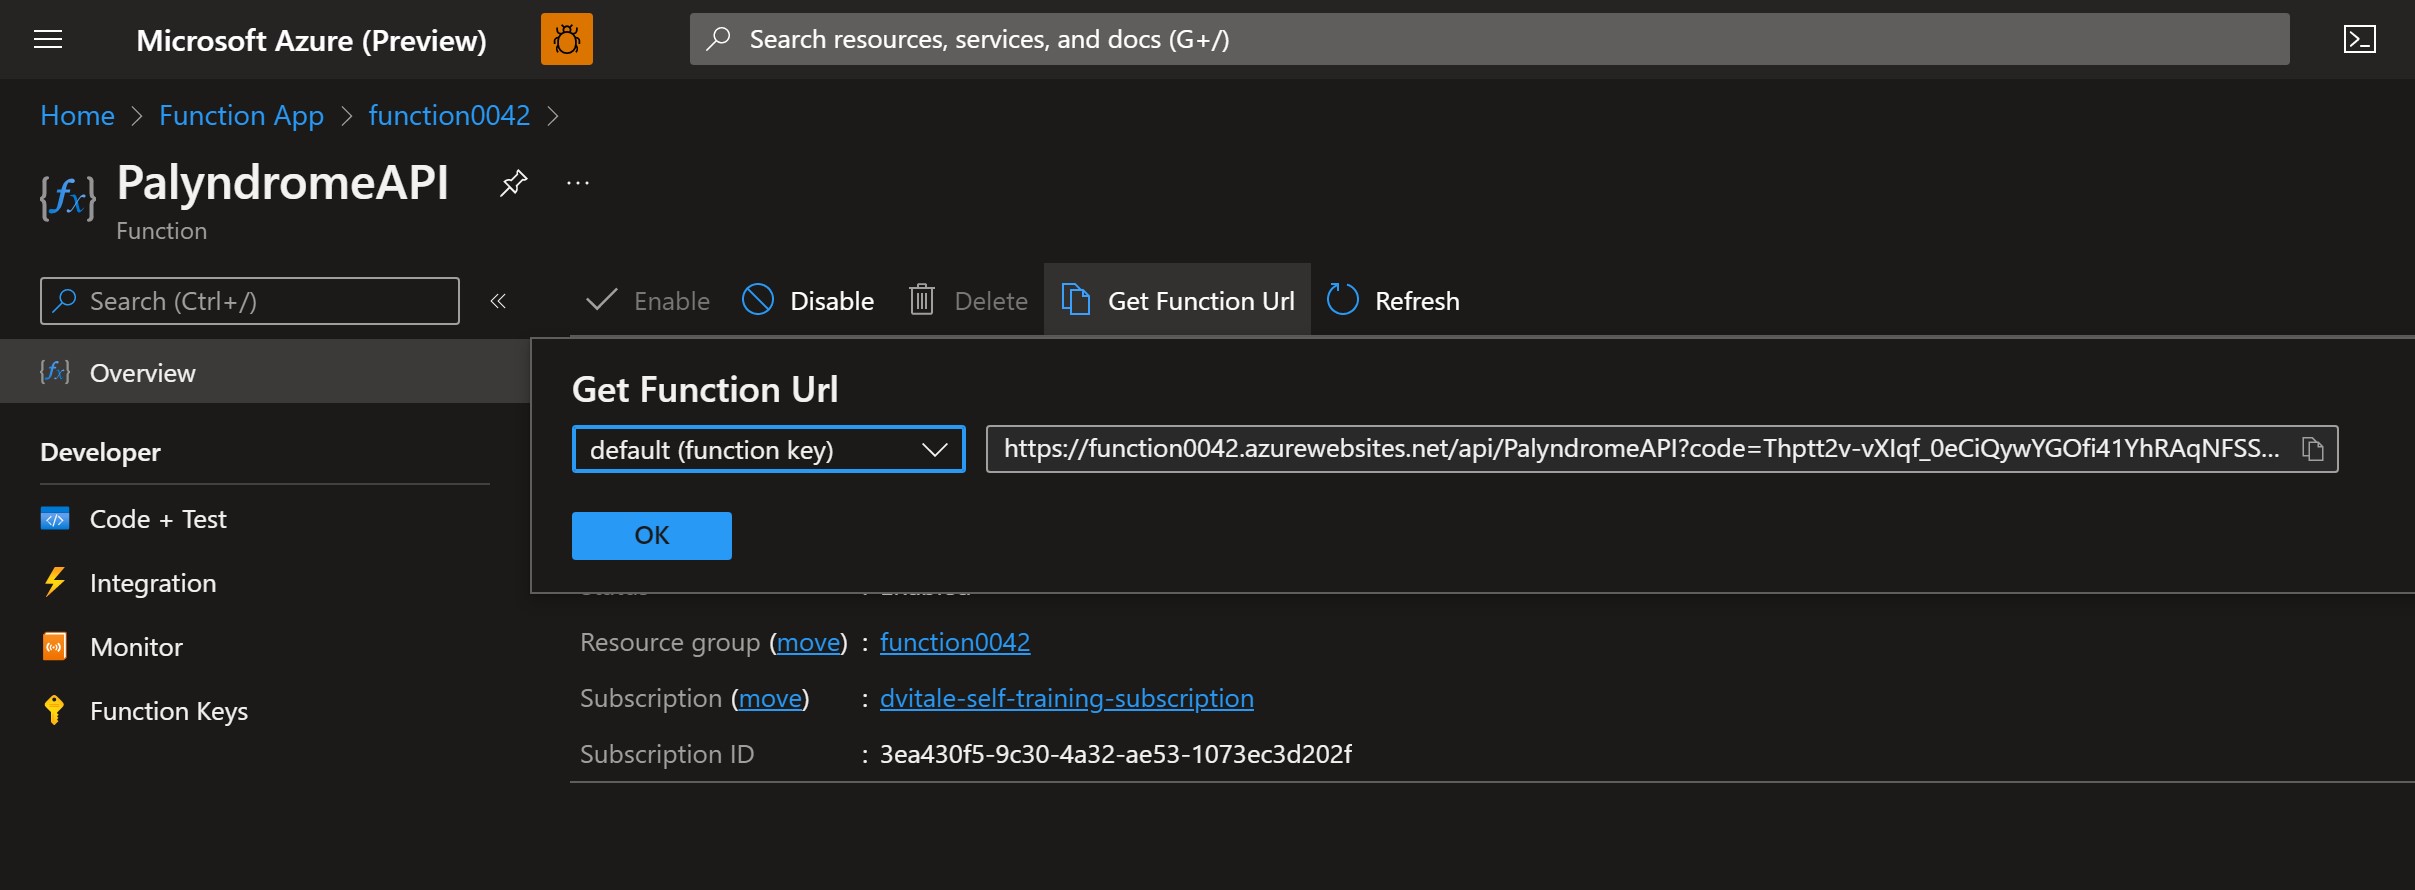 Microsoft Azure (Preview)
Search resources, services, and docs (G+/)
Home > Function App > function0042 >
{fx} PalyndromeAPI ...
Function
Search (Ctrl+/) «
Enable Disable Delete Get Function Url Refresh
{fx} Overview
Get Function Url
default (function key) https://function0042.azurewebsites.net/api/PalyndromeAPI?code=Thptt2v-vXIqf_0eCiQywYGOfi41YhRAqNFSS...
OK
Developer
Code + Test
Integration
Monitor
Function Keys
Resource group (move) : function0042
Subscription (move) : dvitale-self-training-subscription
Subscription ID : 3ea430f5-9c30-4a32-ae53-1073ec3d202f